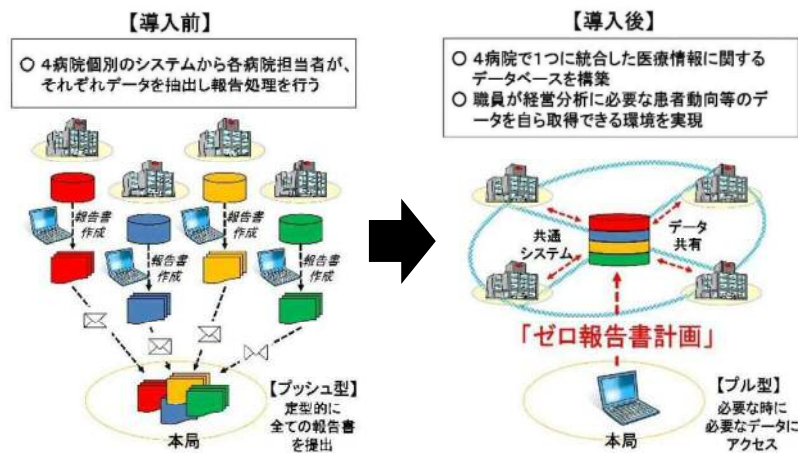 【導入前】
○ 4病院個別のシステムから各病院担当者が、
それぞれデータを抽出し報告処理を行う
報告書
作成
報告書
作成
報告書
作成
報告書
作成
本局
【プッシュ型】
定型的に
全ての報告書
を提出
【導入後】
○ 4病院で1つに統合した医療情報に関する
データベースを構築
○ 職員が経営分析に必要な患者動向等のデ
ータを自ら取得できる環境を実現
共通
システム
データ
共有
「ゼロ報告書計画」
本局
【プル型】
必要な時に
必要なデータに
アクセス